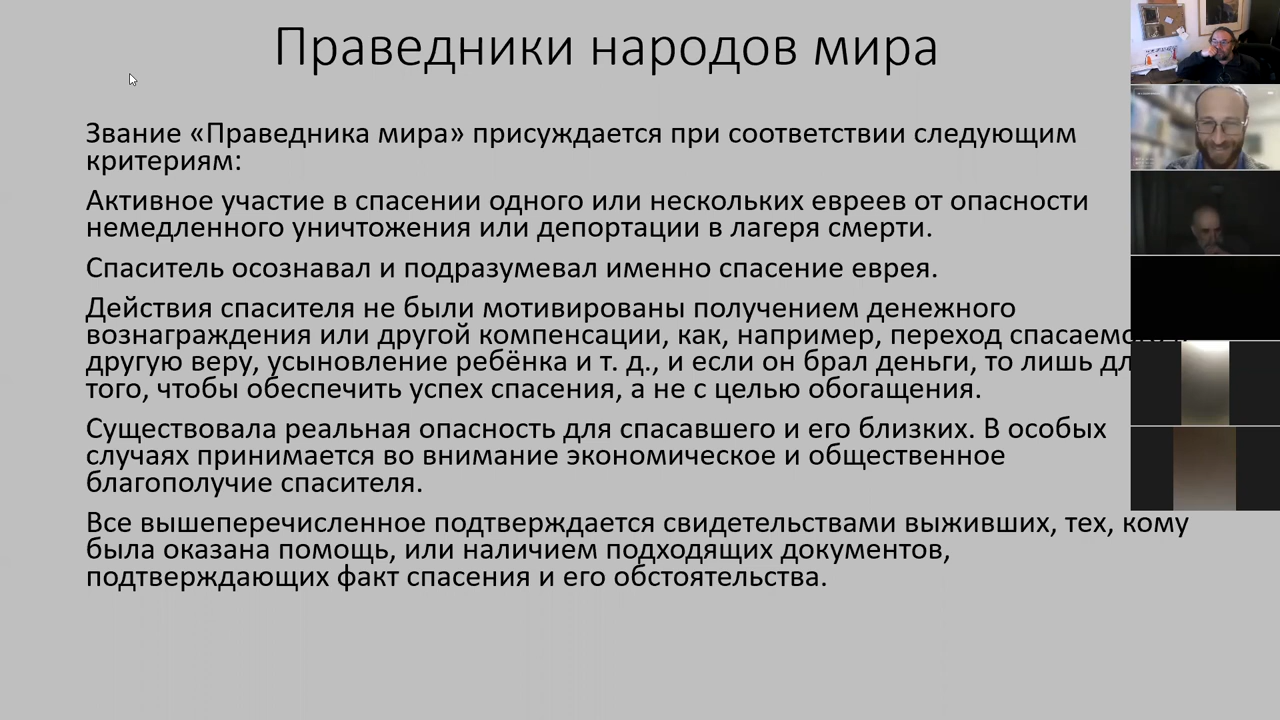 Праведники народов мира
Звание «Праведника мира» присуждается при соответствии следующим
критериям:
Активное участие в спасении одного или нескольких евреев от опасности
немедленного уничтожения или депортации в лагеря смерти.
Спаситель осознавал и подразумевал именно спасение еврея.
Действия спасителя не были мотивированы получением денежного
вознаграждения или другой компенсации, как, например, переход
другую веру, усыновление ребёнка и т. д., и если он брал деньги, то лишь
того, чтобы обеспечить успех спасения, а не с целью обогащения.
Существовала реальная опасность для спасавшего и его близких. В особых
случаях принимается во внимание экономическое и общественное
благополучие спасителя.
Все вышеперечисленное подтверждается свидетельствами выживших, тех, кому
была оказана помощь, или наличием подходящих документов,
подтверждающих факт спасения и его обстоятельства.